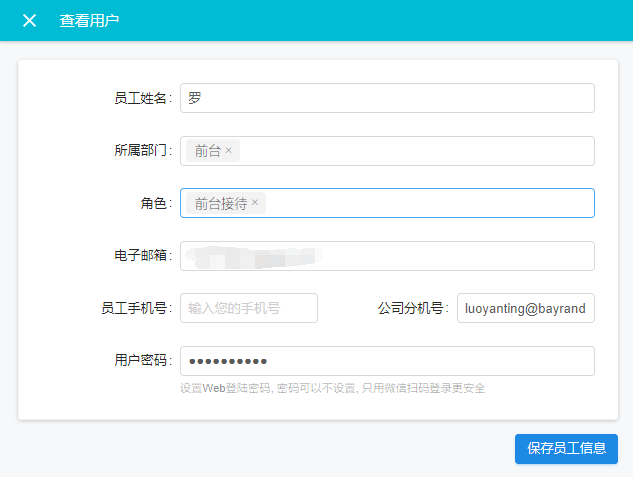 查看用户
员工姓名: 罗
所属部门: 前台 ×
角色: 前台接待 ×
电子邮箱:
员工手机号: 输入您的手机号 公司分机号: luoyanting@bayrand
用户密码: ●●●●●●●●●●
设置Web登陆密码, 密码可以不设置, 只用微信扫码登录更安全
保存员工信息